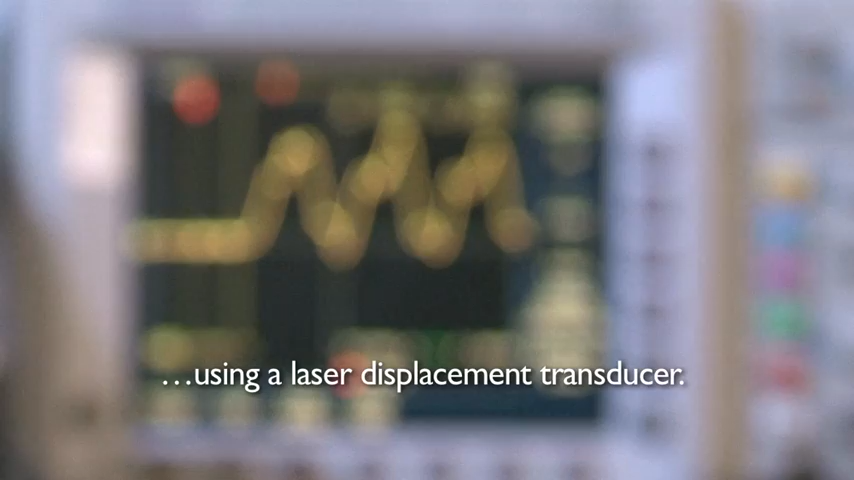 …using a laser displacement transducer.